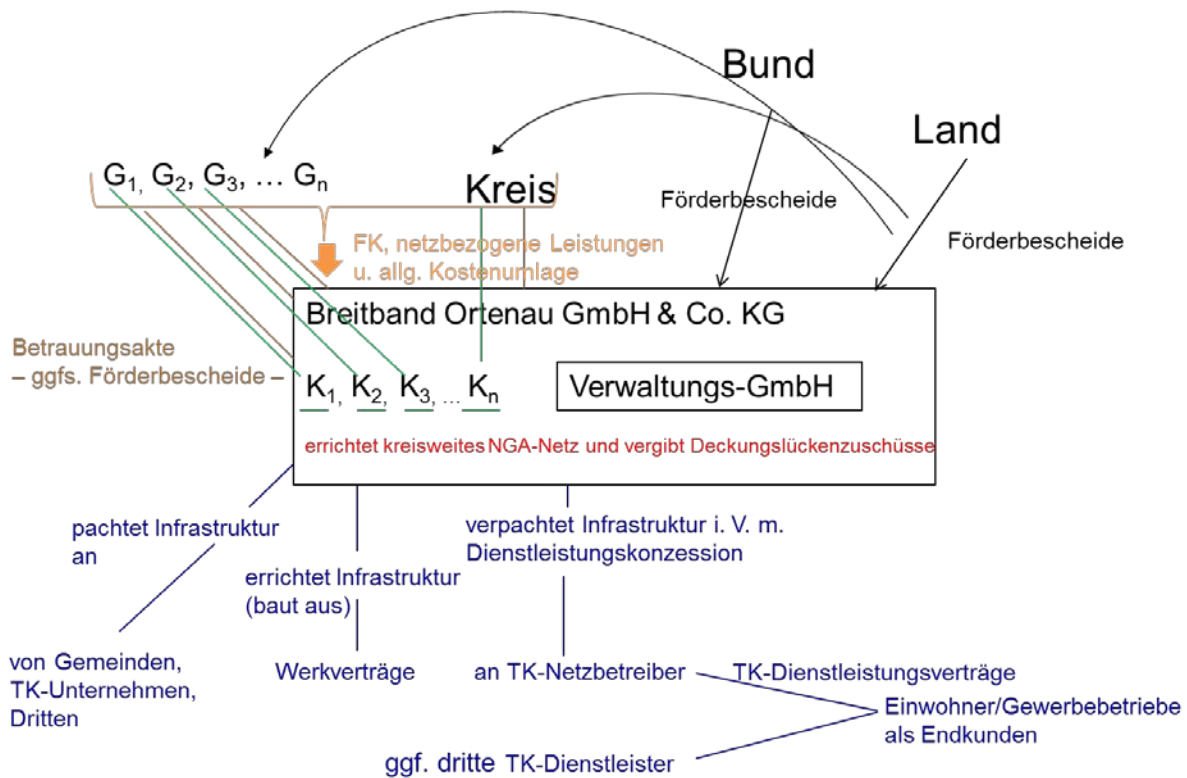 Bund
Land
G1, G2, G3, ... Gn
Kreis
Förderbescheide
Förderbescheide
FK, netzbezogene Leistungen
u. allg. Kostenumlage
Breitband Ortenau GmbH & Co. KG
Betrauungsakte
– ggfs. Förderbescheide –
K1, K2, K3, ... Kn
Verwaltungs-GmbH
errichtet kreisweites NGA-Netz und vergibt Deckungslückenzuschüsse
pachtet Infrastruktur
an
verpachtet Infrastruktur i. V. m.
Dienstleistungskonzession
errichtet Infrastruktur
(baut aus)
von Gemeinden,
TK-Unternehmen,
Dritten
Werkverträge
an TK-Netzbetreiber
TK-Dienstleistungsverträge
Einwohner/Gewerbebetriebe
als Endkunden
ggf. dritte TK-Dienstleister